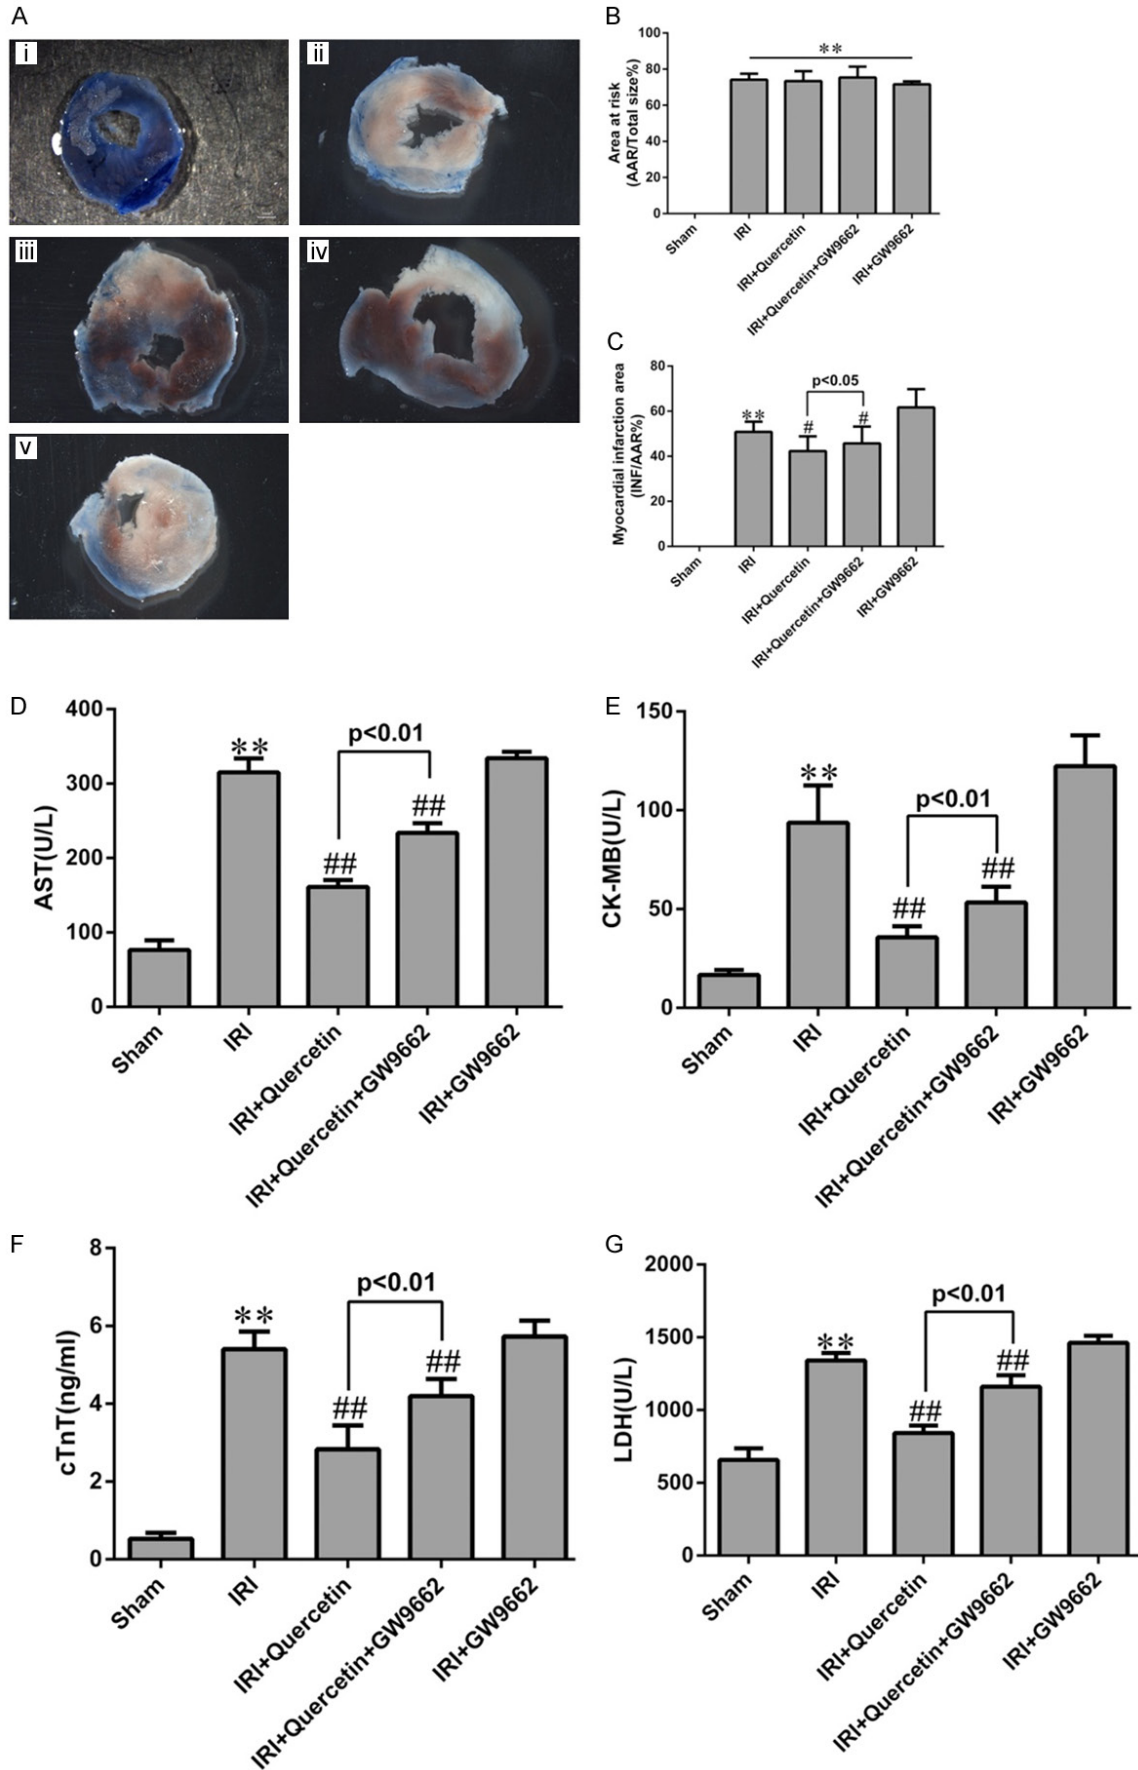 A
i
ii
iii
iv
v
B
Area at risk
(AAR/Total size%)
100
80
60
40
20
0
**
Sham
IRI
IRI+Quercetin
IRI+Quercetin+GW9662
IRI+GW9662
C
Myocardial infarction area
(INF/AAR%)
80
60
40
20
0
**
#
p<0.05
#
Sham
IRI
IRI+Quercetin
IRI+Quercetin+GW9662
IRI+GW9662
D
AST(U/L)
400
300
200
100
0
**
##
p<0.01
##
Sham
IRI
IRI+Quercetin
IRI+Quercetin+GW9662
IRI+GW9662
E
CK-MB(U/L)
150
100
50
0
**
##
p<0.01
##
Sham
IRI
IRI+Quercetin
IRI+Quercetin+GW9662
IRI+GW9662
F
cTnT(ng/ml)
8
6
4
2
0
**
##
p<0.01
##
Sham
IRI
IRI+Quercetin
IRI+Quercetin+GW9662
IRI+GW9662
G
LDH(U/L)
2000
1500
1000
500
0
**
##
p<0.01
##
Sham
IRI
IRI+Quercetin
IRI+Quercetin+GW9662
IRI+GW9662